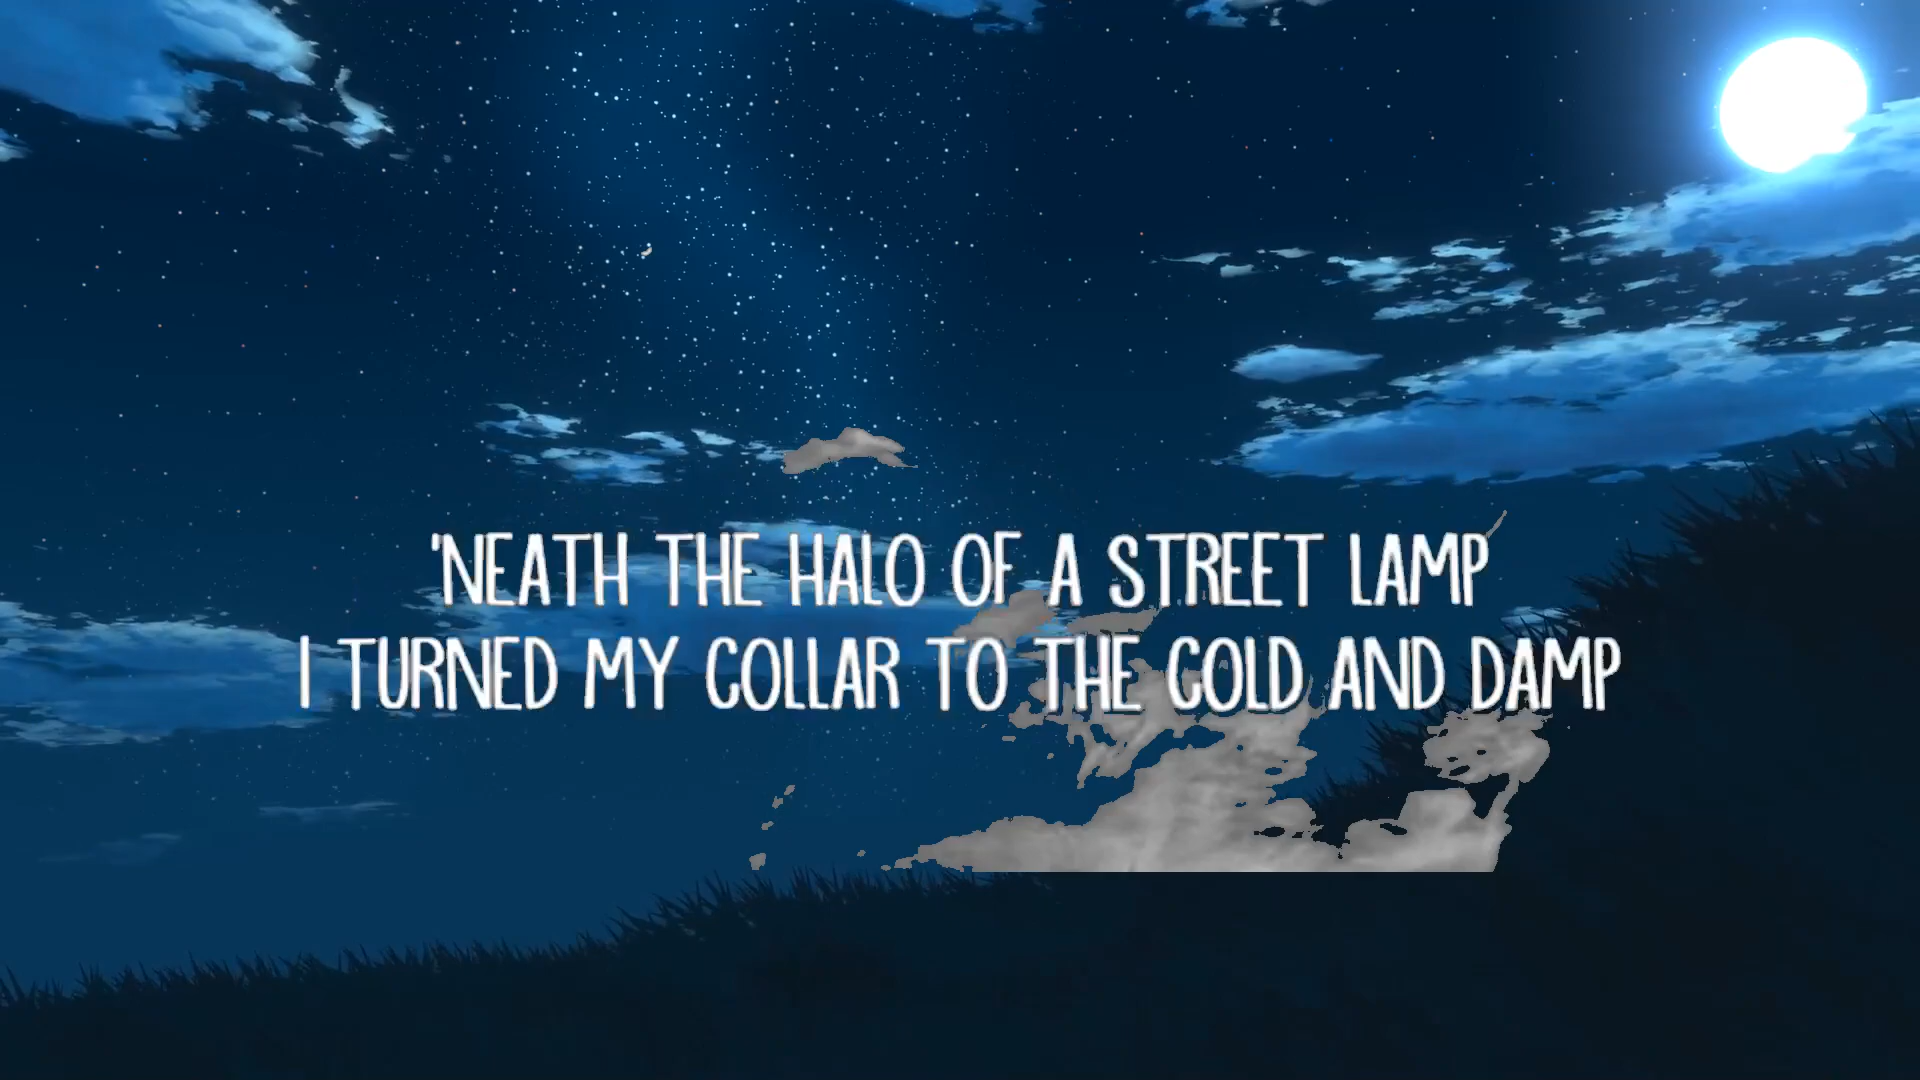 'NEATH THE HALO OF A STREET LAMP
I TURNED MY COLLAR TO THE COLD AND DAMP